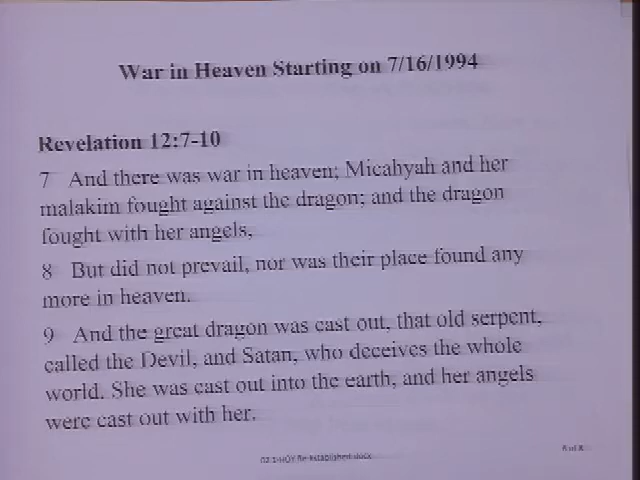 War in Heaven Starting on 7/16/1994
Revelation 12:7-10
7 And there was war in heaven; Micahyah and her
malakim fought against the dragon; and the dragon
fought with her angels,
8 But did not prevail, nor was their place found any
more in heaven.
9 And the great dragon was cast out, that old serpent,
called the Devil, and Satan, who deceives the whole
world. She was cast out into the earth, and her angels
were cast out with her.
Re-established.docx